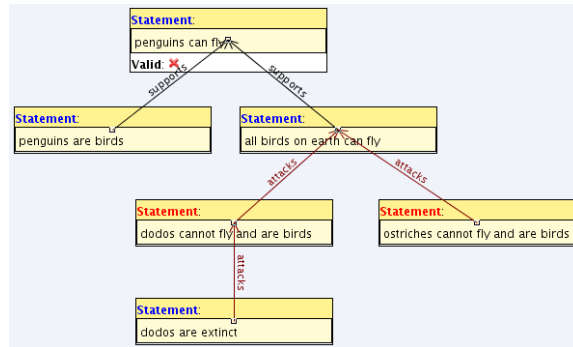 Statement:
penguins can fly
Valid:
supports
supports
Statement:
penguins are birds
Statement:
all birds on earth can fly
attacks
attacks
Statement:
dodos cannot fly and are birds
Statement:
ostriches cannot fly and are birds
attacks
Statement:
dodos are extinct